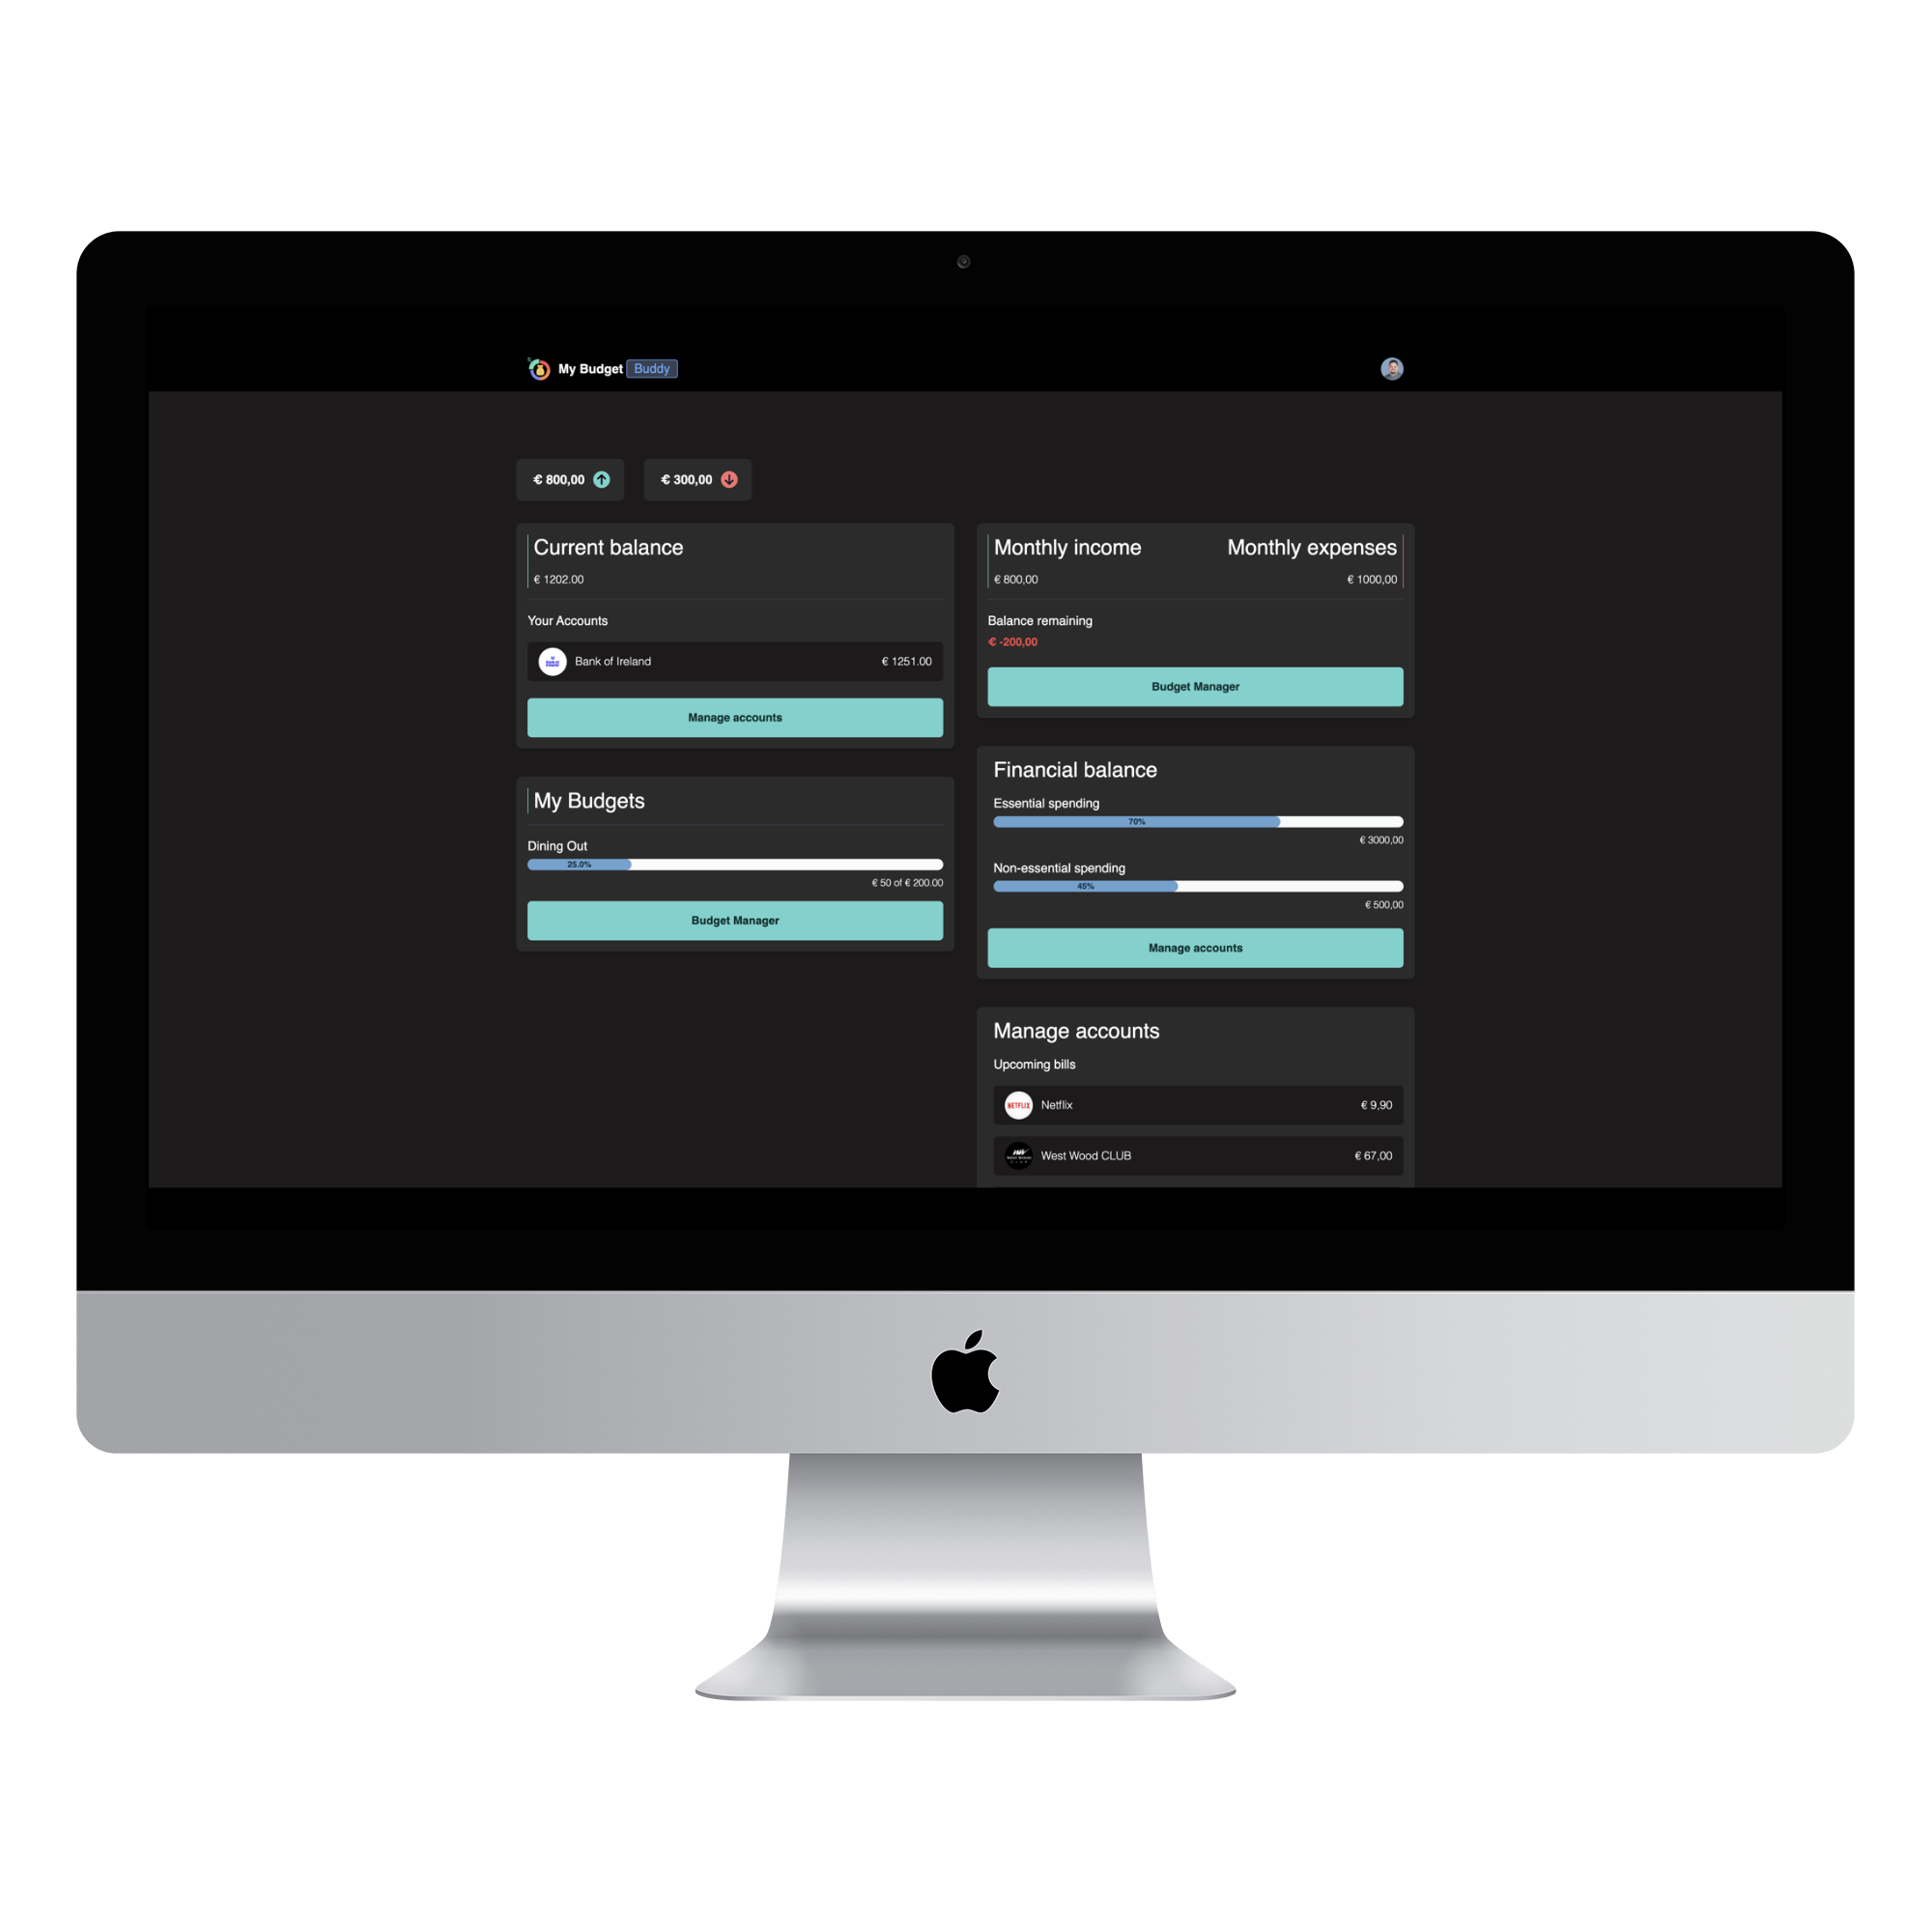 My Budget Buddy
€ 800,00 € 300,00
Current balance
€ 1202.00
Your Accounts
Bank of Ireland € 1251.00
Manage accounts
My Budgets
Dining Out
25.0%
€ 50 of € 200.00
Budget Manager
Monthly income Monthly expenses
€ 800,00 € 1000,00
Balance remaining
€ -200,00
Budget Manager
Financial balance
Essential spending
70%
€ 3000,00
Non-essential spending
45%
€ 500,00
Manage accounts
Manage accounts
Upcoming bills
NETFLIX Netflix € 9,90
West Wood CLUB € 67,00